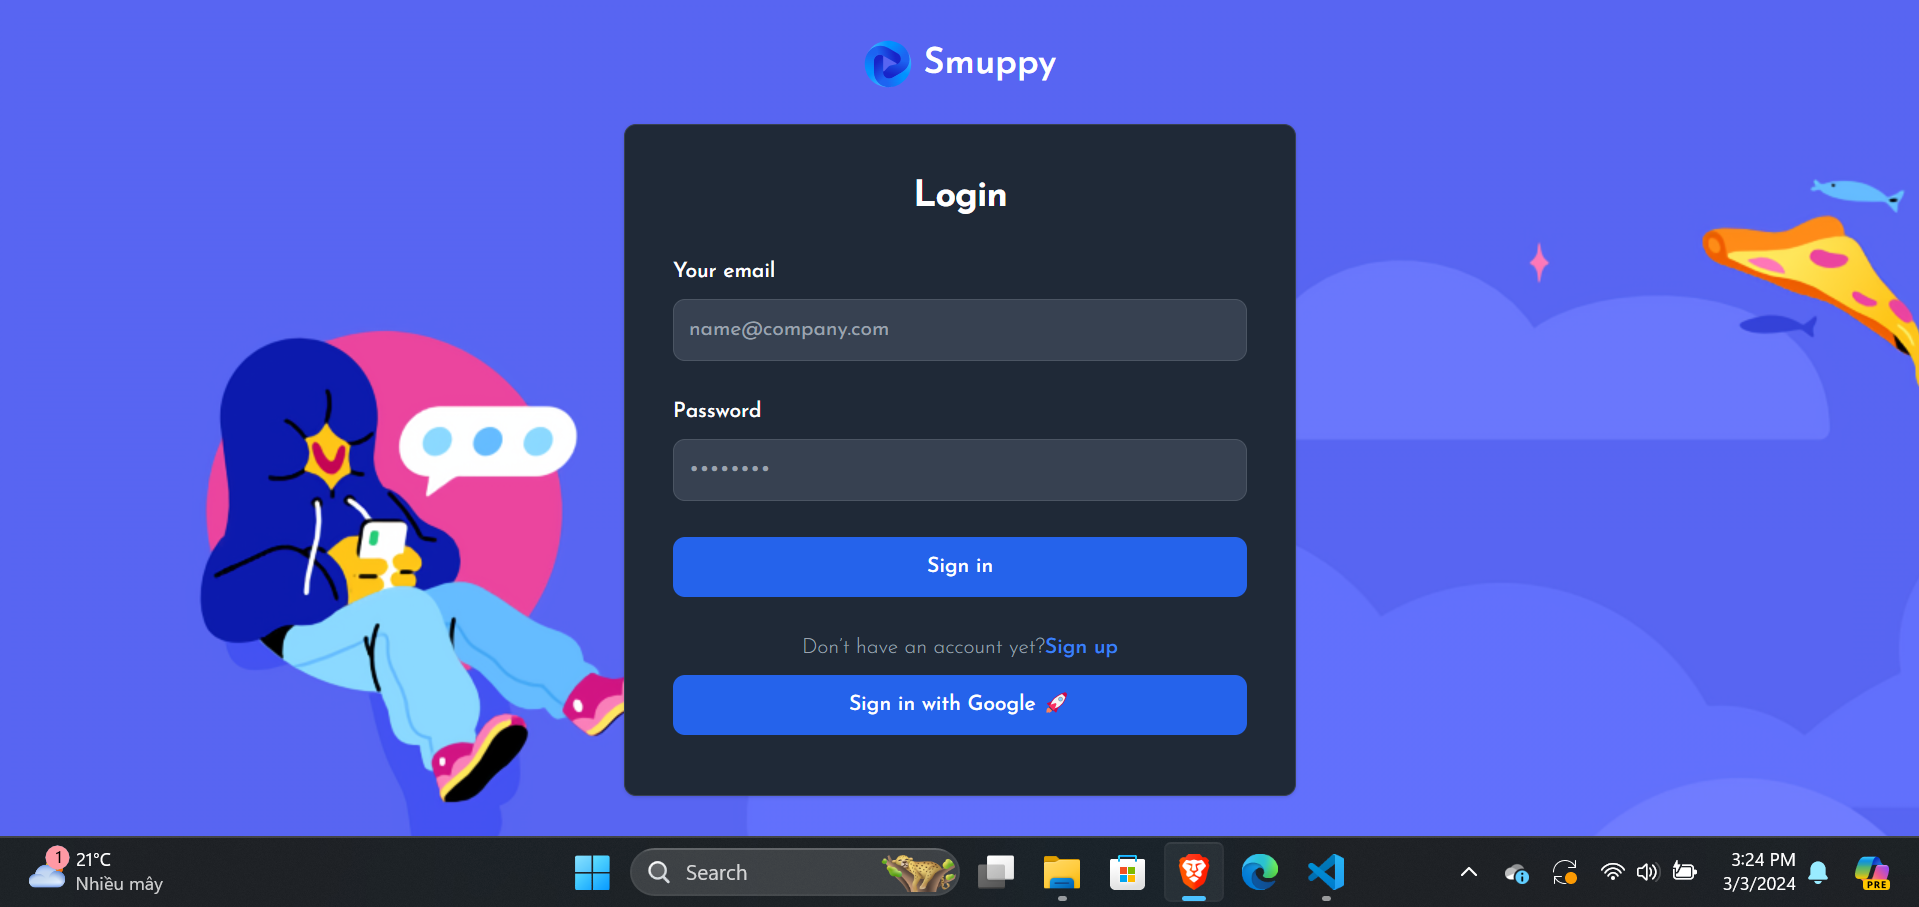 Smuppy
Login
Your email
name@company.com
Password
••••••••
Sign in
Don't have an account yet?Sign up
Sign in with Google 🚀
1
21°C
Nhiều mây
Search
3:24 PM
3/3/2024
PRE